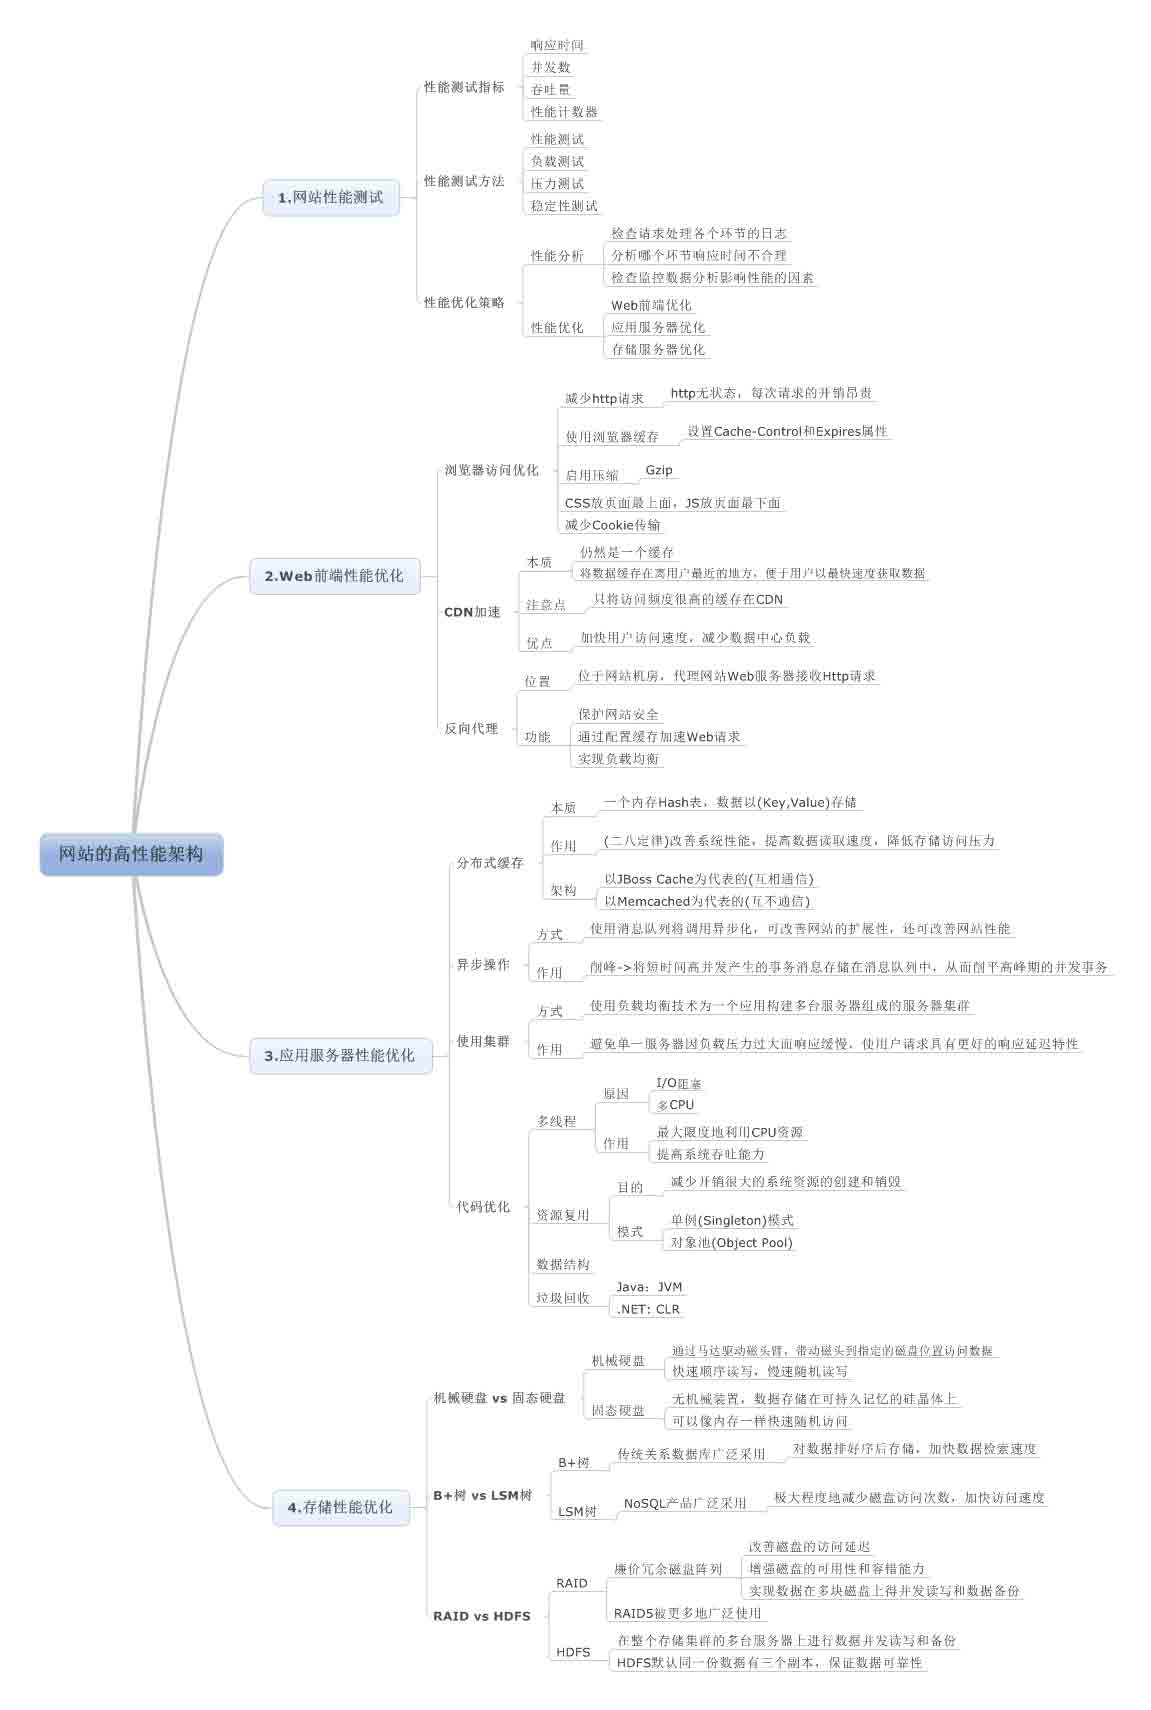 网站的高性能架构
1.网站性能测试
性能测试指标
响应时间
并发数
吞吐量
性能计数器
性能测试方法
性能测试
负载测试
压力测试
稳定性测试
性能优化策略
性能分析
检查请求处理各个环节的日志
分析哪个环节响应时间不合理
检查监控数据分析影响性能的因素
性能优化
Web前端优化
应用服务器优化
存储服务器优化
2.Web前端性能优化
浏览器访问优化
减少http请求
http无状态，每次请求的开销昂贵
使用浏览器缓存
设置Cache-Control和Expires属性
启用压缩
Gzip
CSS放页面最上面，JS放页面最下面
减少Cookie传输
CDN加速
本质
仍然是一个缓存
将数据缓存在离用户最近的地方，便于用户以最快速度获取数据
注意点
只将访问频度很高的缓存在CDN
优点
加快用户访问速度，减少数据中心负载
反向代理
位置
位于网站机房，代理网站Web服务器接收Http请求
功能
保护网站安全
通过配置缓存加速Web请求
实现负载均衡
3.应用服务器性能优化
分布式缓存
本质
一个内存Hash表，数据以(Key,Value)存储
作用
(二八定律)改善系统性能，提高数据读取速度，降低存储访问压力
架构
以JBoss Cache为代表的(互相通信)
以Memcached为代表的(互不通信)
异步操作
方式
使用消息队列将调用异步化，可改善网站的扩展性，还可改善网站性能
作用
削峰->将短时间高并发产生的事务消息存储在消息队列中，从而削平高峰期的并发事务
使用集群
方式
使用负载均衡技术为一个应用构建多台服务器组成的服务器集群
作用
避免单一服务器因负载压力过大而响应缓慢，使用户请求具有更好的响应延迟特性
代码优化
多线程
原因
I/O阻塞
多CPU
作用
最大限度地利用CPU资源
提高系统吞吐能力
资源复用
目的
减少开销很大的系统资源的创建和销毁
模式
单例(Singleton)模式
对象池(Object Pool)
数据结构
垃圾回收
Java：JVM
.NET: CLR
4.存储性能优化
机械硬盘 vs 固态硬盘
机械硬盘
通过马达驱动磁头臂，带动磁头到指定的磁盘位置访问数据
快速顺序读写，慢速随机读写
固态硬盘
无机械装置，数据存储在可持久记忆的硅晶体上
可以像内存一样快速随机访问
B+树 vs LSM树
B+树
传统关系数据库广泛采用
对数据排好序后存储，加快数据检索速度
LSM树
NoSQL产品广泛采用
极大程度地减少磁盘访问次数，加快访问速度
RAID vs HDFS
RAID
廉价冗余磁盘阵列
改善磁盘的访问延迟
增强磁盘的可用性和容错能力
实现数据在多块磁盘上得并发读写和数据备份
RAID5被更多地广泛使用
HDFS
在整个存储集群的多台服务器上进行数据并发读写和备份
HDFS默认同一份数据有三个副本，保证数据可靠性